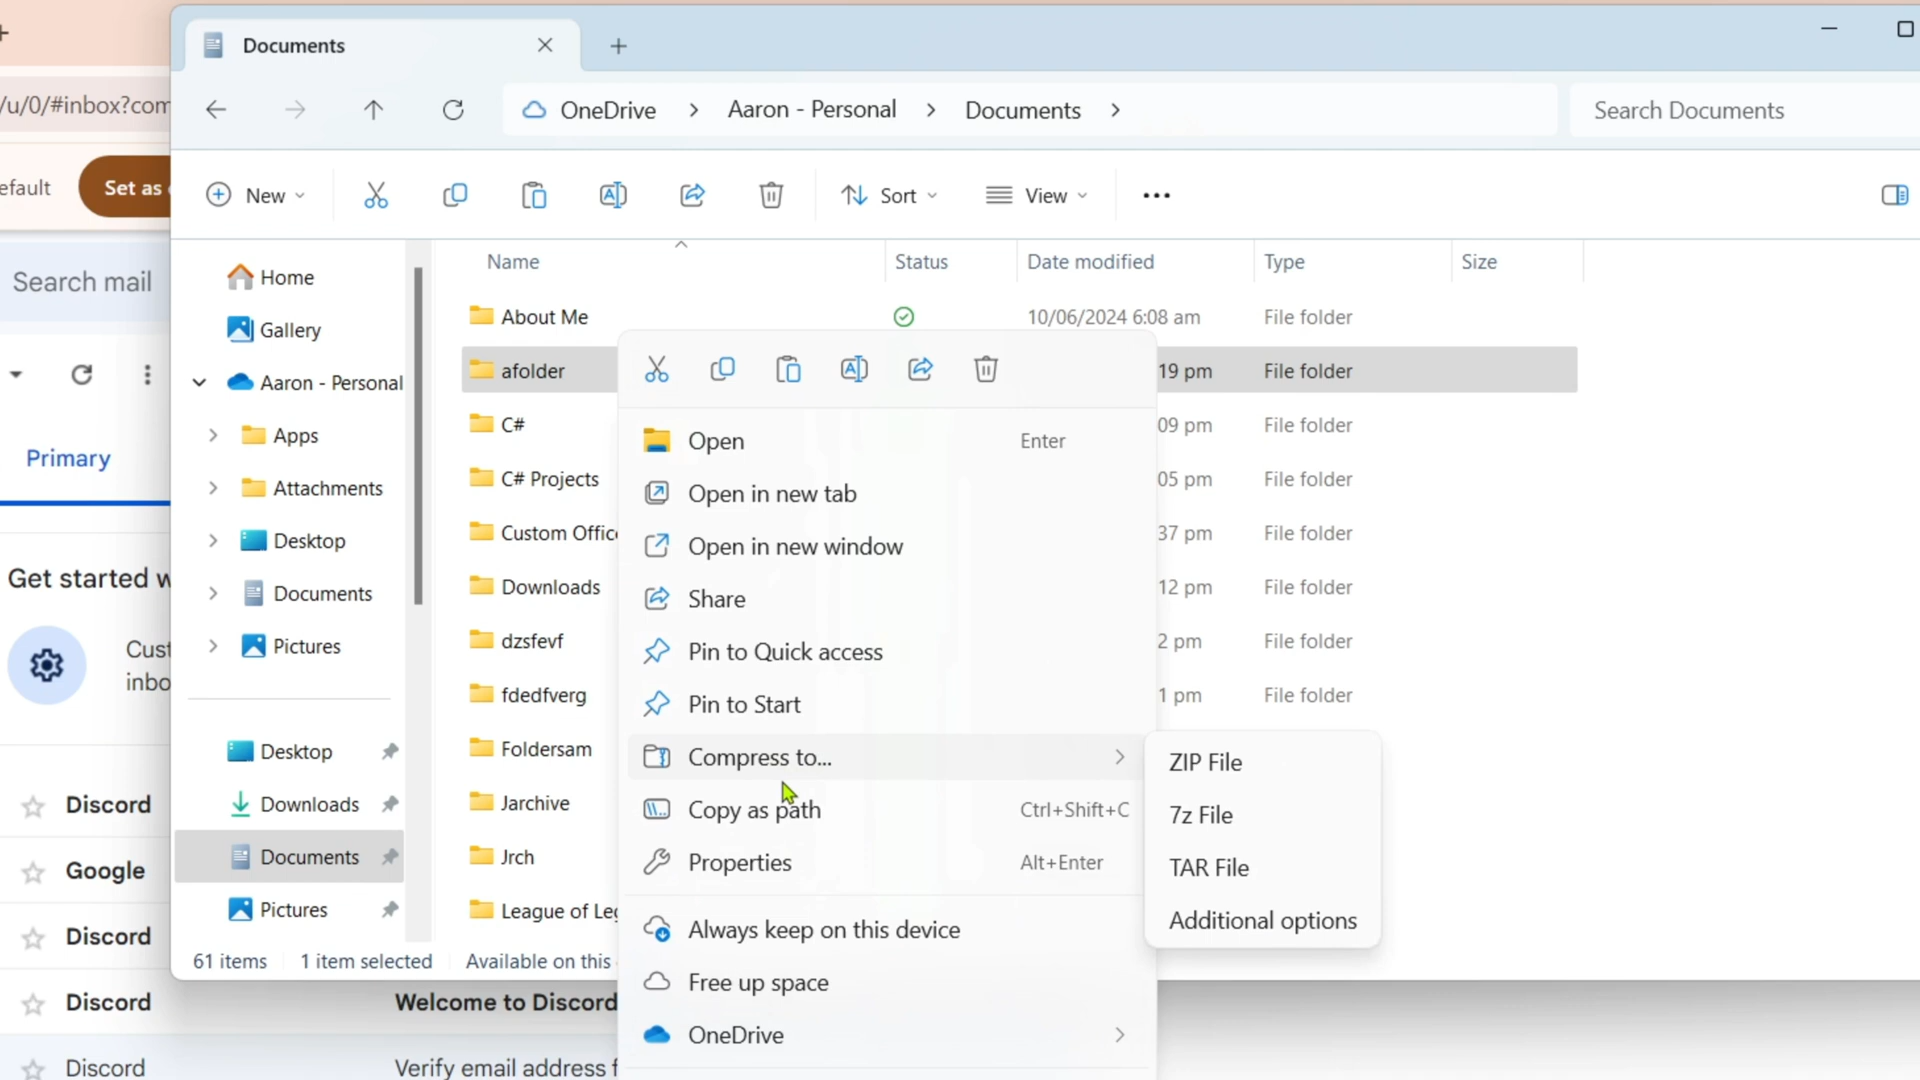 Documents
/u/0/#inbox?com
OneDrive > Aaron - Personal > Documents >
Search Documents
efault
Set as
New
Sort
View
Search mail
Home
Gallery
Aaron - Personal
Apps
Attachments
Desktop
Documents
Pictures
Desktop
Downloads
Documents
Pictures
Primary
Get started w
Cust
inbo
Discord
Google
Discord
Discord
Welcome to Discord
Discord
Verify email address f
Name
Status
Date modified
Type
Size
About Me
10/06/2024 6:08 am
File folder
afolder
19 pm
File folder
C#
09 pm
File folder
C# Projects
05 pm
File folder
Custom Offic
37 pm
File folder
Downloads
12 pm
File folder
dzsfevf
2 pm
File folder
fdedfverg
1 pm
File folder
Foldersam
Jarchive
Jrch
League of Leg
61 items
1 item selected
Available on this
Open
Enter
Open in new tab
Open in new window
Share
Pin to Quick access
Pin to Start
Compress to...
Copy as path
Ctrl+Shift+C
Properties
Alt+Enter
Always keep on this device
Free up space
OneDrive
ZIP File
7z File
TAR File
Additional options